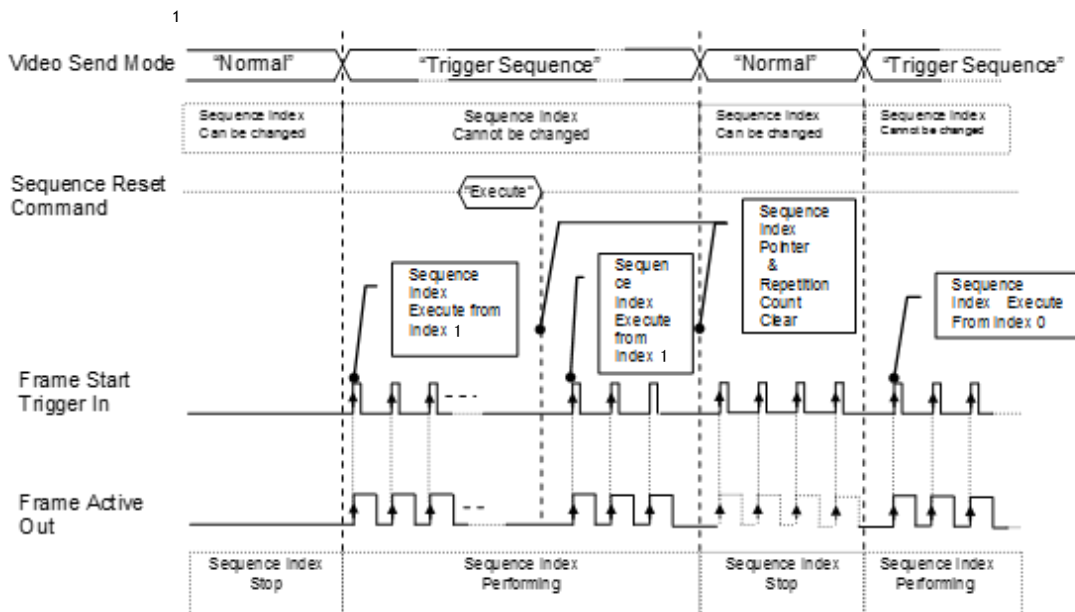 1
Video Send Mode
"Normal"
"Trigger Sequence"
"Normal"
"Trigger Sequence"
Sequence Index
Can be changed
Sequence Index
Cannot be changed
Sequence Index
Can be changed
Sequence Index
Cannot be changed
Sequence Reset
Command
"Execute"
Sequence
Index
Execute from
Index 1
Sequen
ce
Index
Execute
from
Index 1
Sequence
Index
Pointer
&
Repetition
Count
Clear
Sequence
Index Execute
From Index 0
Frame Start
Trigger In
Frame Active
Out
Sequence Index
Stop
Sequence Index
Performing
Sequence Index
Stop
Sequence Index
Performing